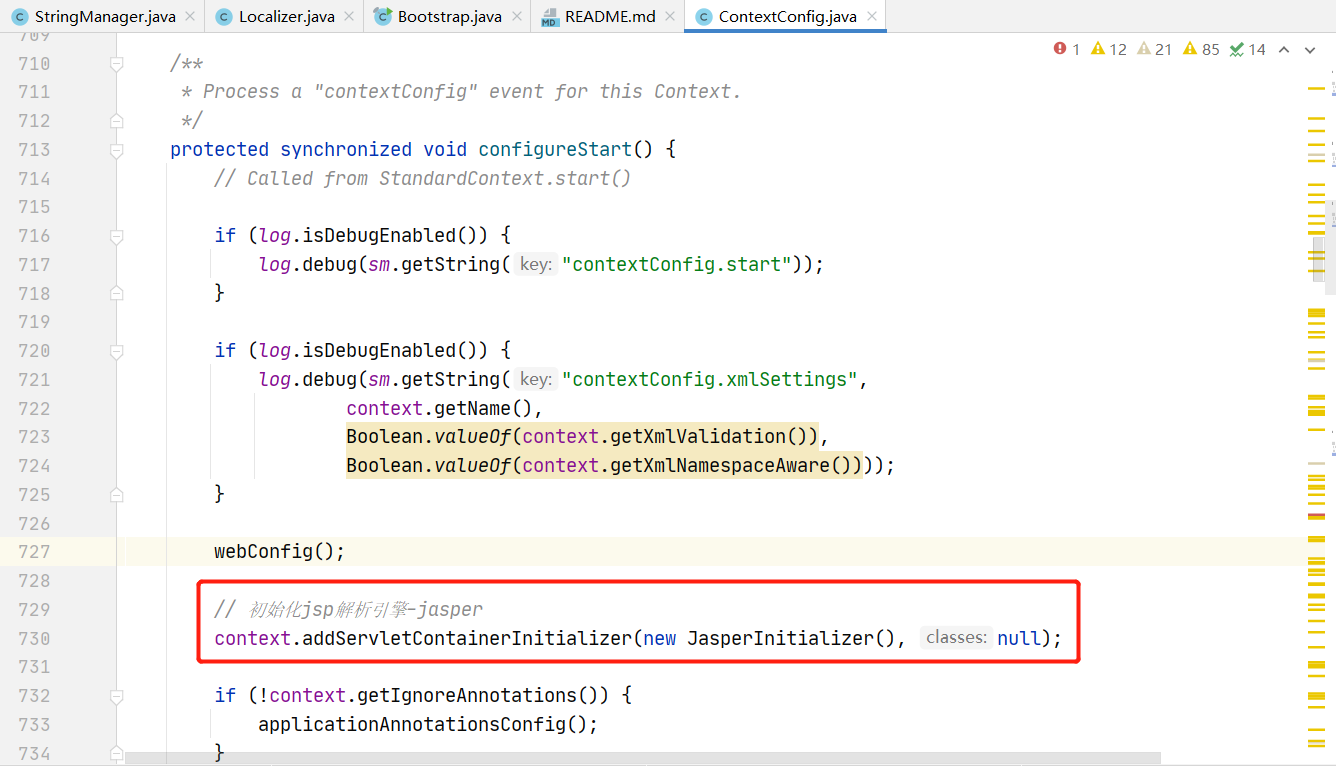 StringManager.java Localizer.java Bootstrap.java README.md ContextConfig.java
1 12 21 85 14
709
710 /**
711 * Process a "contextConfig" event for this Context.
712 */
713 protected synchronized void configureStart() {
714 // Called from StandardContext.start()
715
716 if (log.isDebugEnabled()) {
717 log.debug(sm.getString( key: "contextConfig.start"));
718 }
719
720 if (log.isDebugEnabled()) {
721 log.debug(sm.getString( key: "contextConfig.xmlSettings",
722 context.getName(),
723 Boolean.valueOf(context.getXmlValidation()),
724 Boolean.valueOf(context.getXmlNamespaceAware())));
725 }
726
727 webConfig();
728
729 // 初始化jsp解析引擎-jasper
730 context.addServletContainerInitializer(new JasperInitializer(), classes: null);
731
732 if (!context.getIgnoreAnnotations()) {
733 applicationAnnotationsConfig();
734 }